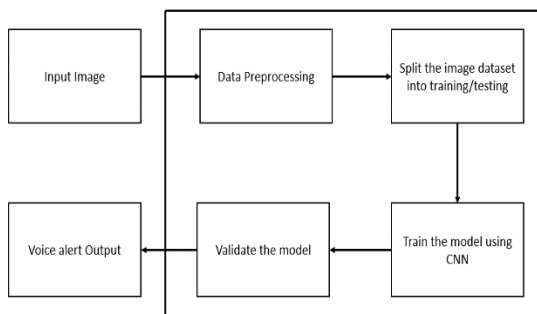 Input Image
Data Preprocessing
Split the image dataset
into training/testing
Voice alert Output
Validate the model
Train the model using
CNN